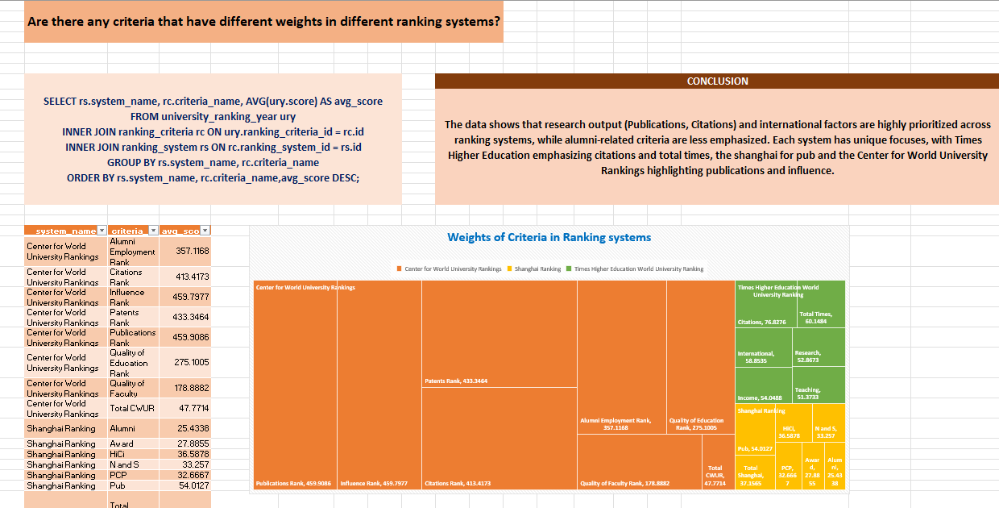 Are there any criteria that have different weights in different ranking systems?
SELECT rs.system_name, rc.criteria_name, AVG(ury.score) AS avg_score
FROM university_ranking_year ury
INNER JOIN ranking_criteria rc ON ury.ranking_criteria_id = rc.id
INNER JOIN ranking_system rs ON rc.ranking_system_id = rs.id
GROUP BY rs.system_name, rc.criteria_name
ORDER BY rs.system_name, rc.criteria_name,avg_score DESC;
CONCLUSION
The data shows that research output (Publications, Citations) and international factors are highly prioritized across
ranking systems, while alumni-related criteria are less emphasized. Each system has unique focuses, with Times
Higher Education emphasizing citations and total times, the shanghai for pub and the Center for World University
Rankings highlighting publications and influence.
system_name criteria_ avg_sco
Center for World University Rankings Alumni Employment Rank 357.1168
Center for World University Rankings Citations Rank 413.4173
Center for World University Rankings Influence Rank 459.7977
Center for World University Rankings Patents Rank 433.3464
Center for World University Rankings Publications Rank 459.9086
Center for World University Rankings Quality of Education Rank 275.1005
Center for World University Rankings Quality of Faculty 178.8882
Center for World University Rankings Total CWUR 47.7714
Shanghai Ranking Alumni 25.4338
Shanghai Ranking Award 27.8855
Shanghai Ranking HiCi 36.5878
Shanghai Ranking N and S 33.257
Shanghai Ranking PCP 32.6667
Shanghai Ranking Pub 54.0127
Total
Weights of Criteria in Ranking systems
Center for World University Rankings Shanghai Ranking Times Higher Education World University Ranking
Center for World University Rankings
Publications Rank, 459.9086
Influence Rank, 459.7977
Patents Rank, 433.3464
Citations Rank, 413.4173
Alumni Employment Rank,
357.1168
Quality of Education
Rank, 275.1005
Quality of Faculty Rank, 178.8882
Total
CWUR,
47.7714
Times Higher Education World
University Ranking
Citations, 76.8276
Total Times,
60.1484
International,
58.8535
Research,
52.8673
Income, 54.0488
Teaching,
51.3733
Shanghai Ranking
Pub, 54.0127
HiCi,
36.5878
N and S,
33.257
Total
Shanghai,
37.1565
PCP,
32.666
7
Awar
d,
27.88
55
Alum
ni,
25.43
38